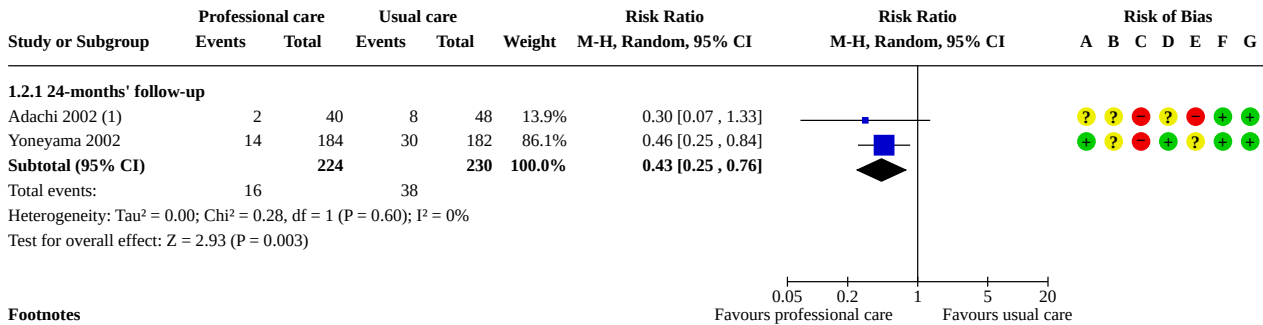 Professional care Usual care Risk Ratio Risk Ratio Risk of Bias
Study or Subgroup Events Total Events Total Weight M-H, Random, 95% CI M-H, Random, 95% CI A B C D E F G
1.2.1 24-months' follow-up
Adachi 2002 (1) 2 40 8 48 13.9% 0.30 [0.07 , 1.33] ? ? − ? − + +
Yoneyama 2002 14 184 30 182 86.1% 0.46 [0.25 , 0.84] + ? − + ? + +
Subtotal (95% CI) 224 230 100.0% 0.43 [0.25 , 0.76]
Total events: 16 38
Heterogeneity: Tau² = 0.00; Chi² = 0.28, df = 1 (P = 0.60); I² = 0%
Test for overall effect: Z = 2.93 (P = 0.003)
0.05 0.2 1 5 20
Footnotes Favours professional care Favours usual care